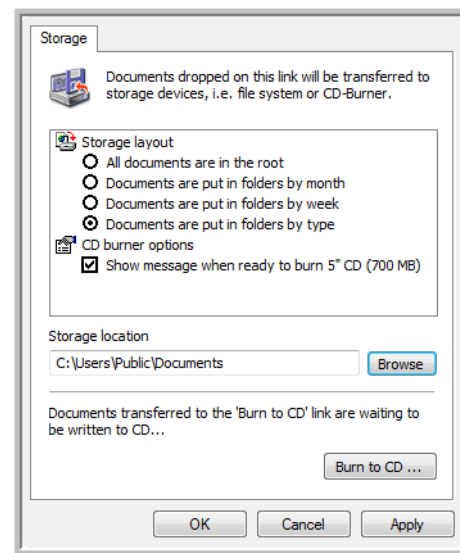 Storage
Documents dropped on this link will be transferred to
storage devices, i.e. file system or CD-Burner.
Storage layout
All documents are in the root
Documents are put in folders by month
Documents are put in folders by week
Documents are put in folders by type
CD burner options
Show message when ready to burn 5" CD (700 MB)
Storage location
C:\Users\Public\Documents
Browse
Documents transferred to the 'Burn to CD' link are waiting to
be written to CD...
Burn to CD ...
OK Cancel Apply